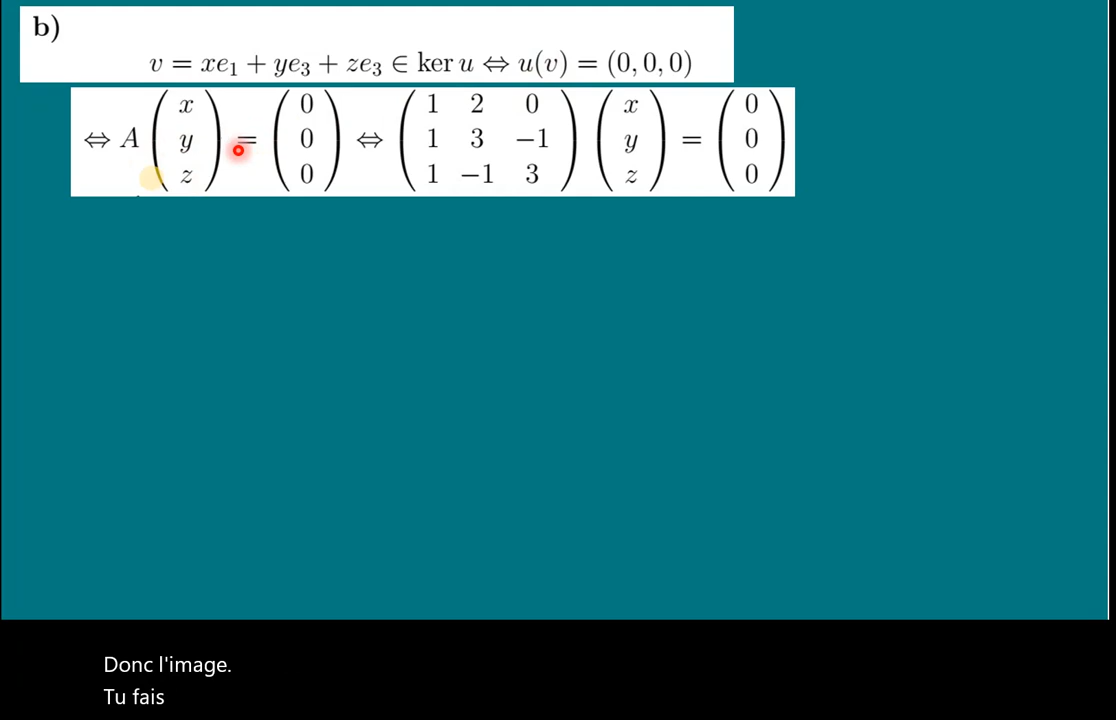 b)
v = xe₁ + ye₃ + ze₃ ∈ ker u ⇔ u(v) = (0, 0, 0)
⇔ A ( x y z ) = ( 0 0 0 ) ⇔ ( 1 2 0 ; 1 3 −1 ; 1 −1 3 ) ( x y z ) = ( 0 0 0 )
Donc l'image.
Tu fais